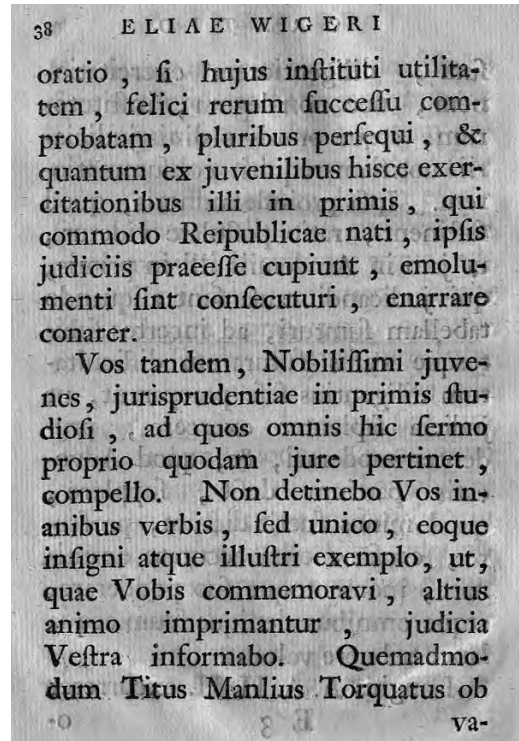 38 ELIAE WIGERI
oratio , ſi hujus inſtituti utilita-
tem , felici rerum ſucceſſu com-
probatam , pluribus perſequi , &
quantum ex juvenilibus hisce exer-
citationibus illi in primis , qui
commodo Reipublicae nati , ipſis
judiciis praeeſſe cupiunt , emolu-
menti ſint conſecuturi , enarrare
conarer.
Vos tandem , Nobiliſſimi juve-
nes , jurisprudentiae in primis ſtu-
dioſi , ad quos omnis hic ſermo
proprio quodam jure pertinet ,
compello. Non detinebo Vos in-
anibus verbis , ſed unico , eoque
inſigni atque illuſtri exemplo , ut ,
quae Vobis commemoravi , altius
animo imprimantur , judicia
Veſtra informabo. Quemadmo-
dum Titus Manlius Torquatus ob
va-